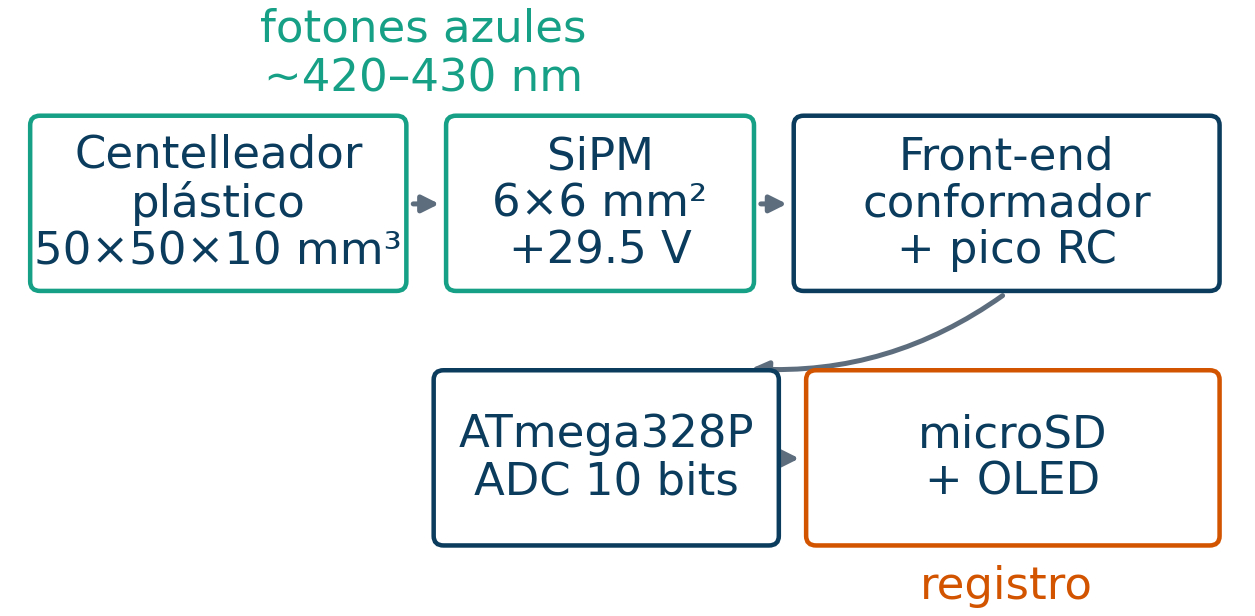 fotones azules
~420–430 nm
Centelleador
plástico
50×50×10 mm³
SiPM
6×6 mm²
+29.5 V
Front-end
conformador
+ pico RC
ATmega328P
ADC 10 bits
microSD
+ OLED
registro